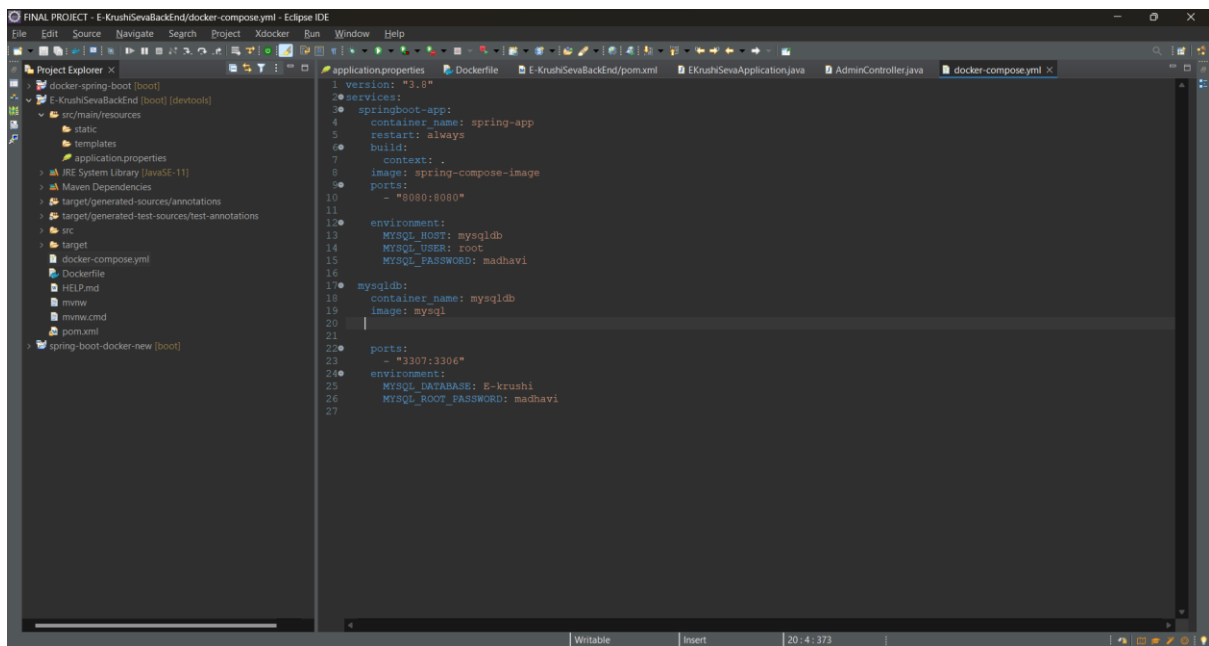 FINAL PROJECT - E-KrushiSevaBackEnd/docker-compose.yml - Eclipse IDE
File Edit Source Navigate Search Project Xdocker Run Window Help
Project Explorer
application.properties Dockerfile E-KrushiSevaBackEnd/pom.xml EKrushiSevaApplication.java AdminController.java docker-compose.yml
docker-spring-boot [boot]
E-KrushiSevaBackEnd [boot] [devtools]
src/main/resources
static
templates
application.properties
JRE System Library [JavaSE-11]
Maven Dependencies
target/generated-sources/annotations
target/generated-test-sources/test-annotations
src
target
docker-compose.yml
Dockerfile
HELP.md
mvnw
mvnw.cmd
pom.xml
spring-boot-docker-new [boot]
1 version: "3.8"
2 services:
3 springboot-app:
4 container_name: spring-app
5 restart: always
6 build:
7 context: .
8 image: spring-compose-image
9 ports:
10 - "8080:8080"
11
12 environment:
13 MYSQL_HOST: mysqldb
14 MYSQL_USER: root
15 MYSQL_PASSWORD: madhavi
16
17 mysqldb:
18 container_name: mysqldb
19 image: mysql
20
21
22 ports:
23 - "3307:3306"
24 environment:
25 MYSQL_DATABASE: E-krushi
26 MYSQL_ROOT_PASSWORD: madhavi
27
Writable Insert 20 : 4 : 373